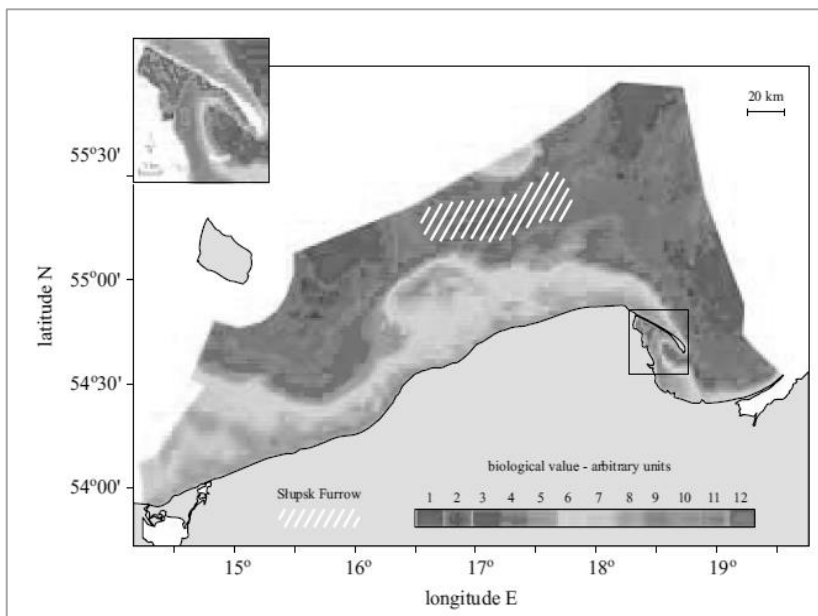 20 km
latitude N
55°30'
55°00'
54°30'
54°00'
biological value - arbitrary units
Słupsk Furrow
1 2 3 4 5 6 7 8 9 10 11 12
15° 16° 17° 18° 19°
longitude E